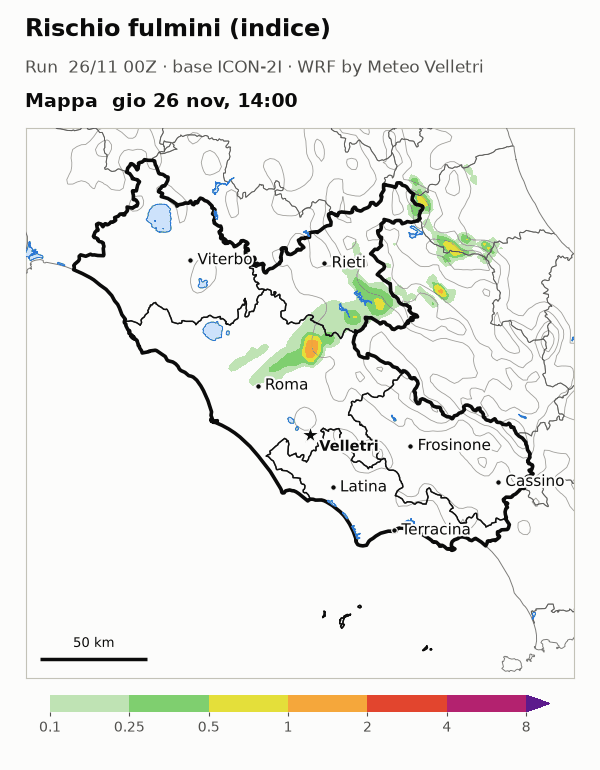 Rischio fulmini (indice)
Run  26/11 00Z · base ICON-2I · WRF by Meteo Velletri
Mappa  gio 26 nov, 14:00
Viterbo
Rieti
Roma
Velletri
Frosinone
Cassino
Latina
Terracina
50 km
0.1 0.25 0.5 1 2 4 8